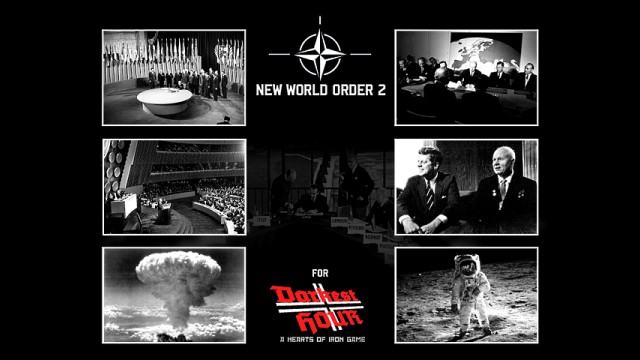 NEW WORLD ORDER 2
FOR
Darkest
HOUR
A HEARTS OF IRON GAME